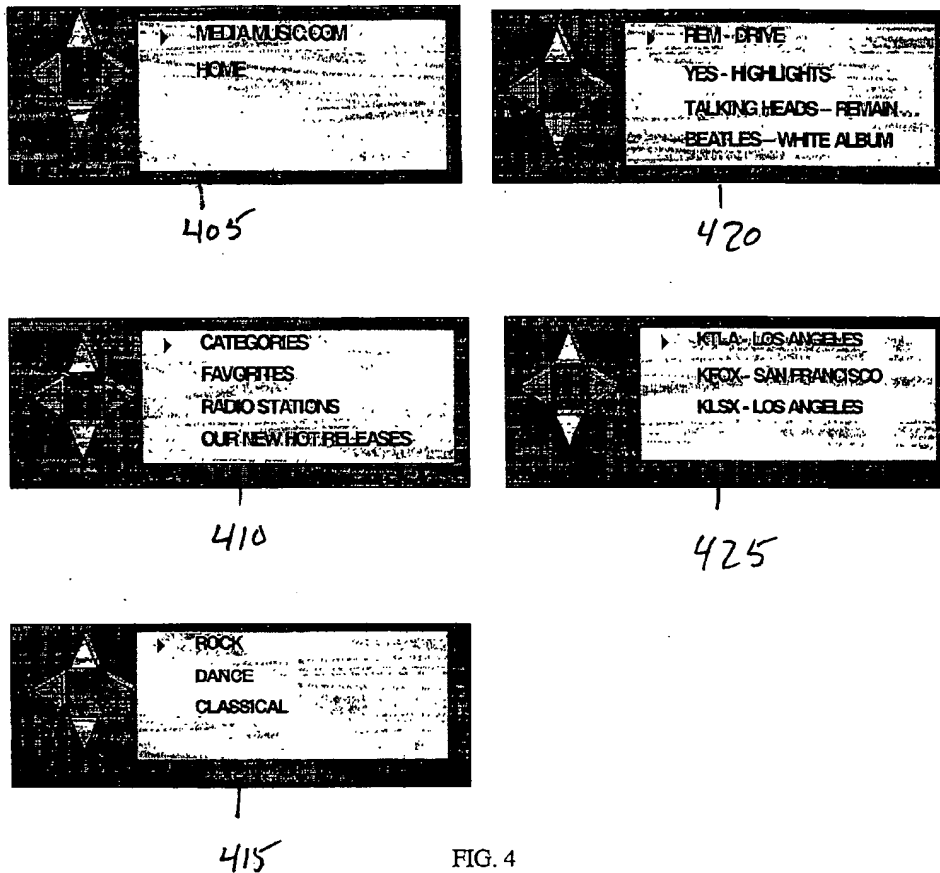 MEDIAMUSIC.COM
HOME
405
REM - DRIVE
YES - HIGHLIGHTS
TALKING HEADS – REMAIN
BEATLES – WHITE ALBUM
420
CATEGORIES
FAVORITES
RADIO STATIONS
OUR NEW HOT RELEASES
410
KTLA - LOS ANGELES
KFOX - SAN FRANCISCO
KLSX - LOS ANGELES
425
ROCK
DANCE
CLASSICAL
415
FIG. 4